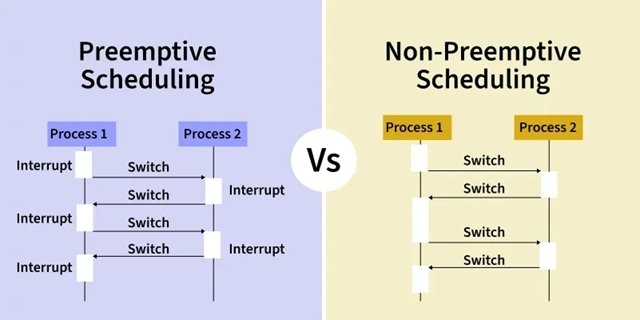 Preemptive
Scheduling
Process 1
Process 2
Interrupt
Switch
Interrupt
Switch
Interrupt
Switch
Interrupt
Switch
Interrupt
Vs
Non-Preemptive
Scheduling
Process 1
Process 2
Switch
Switch
Switch
Switch